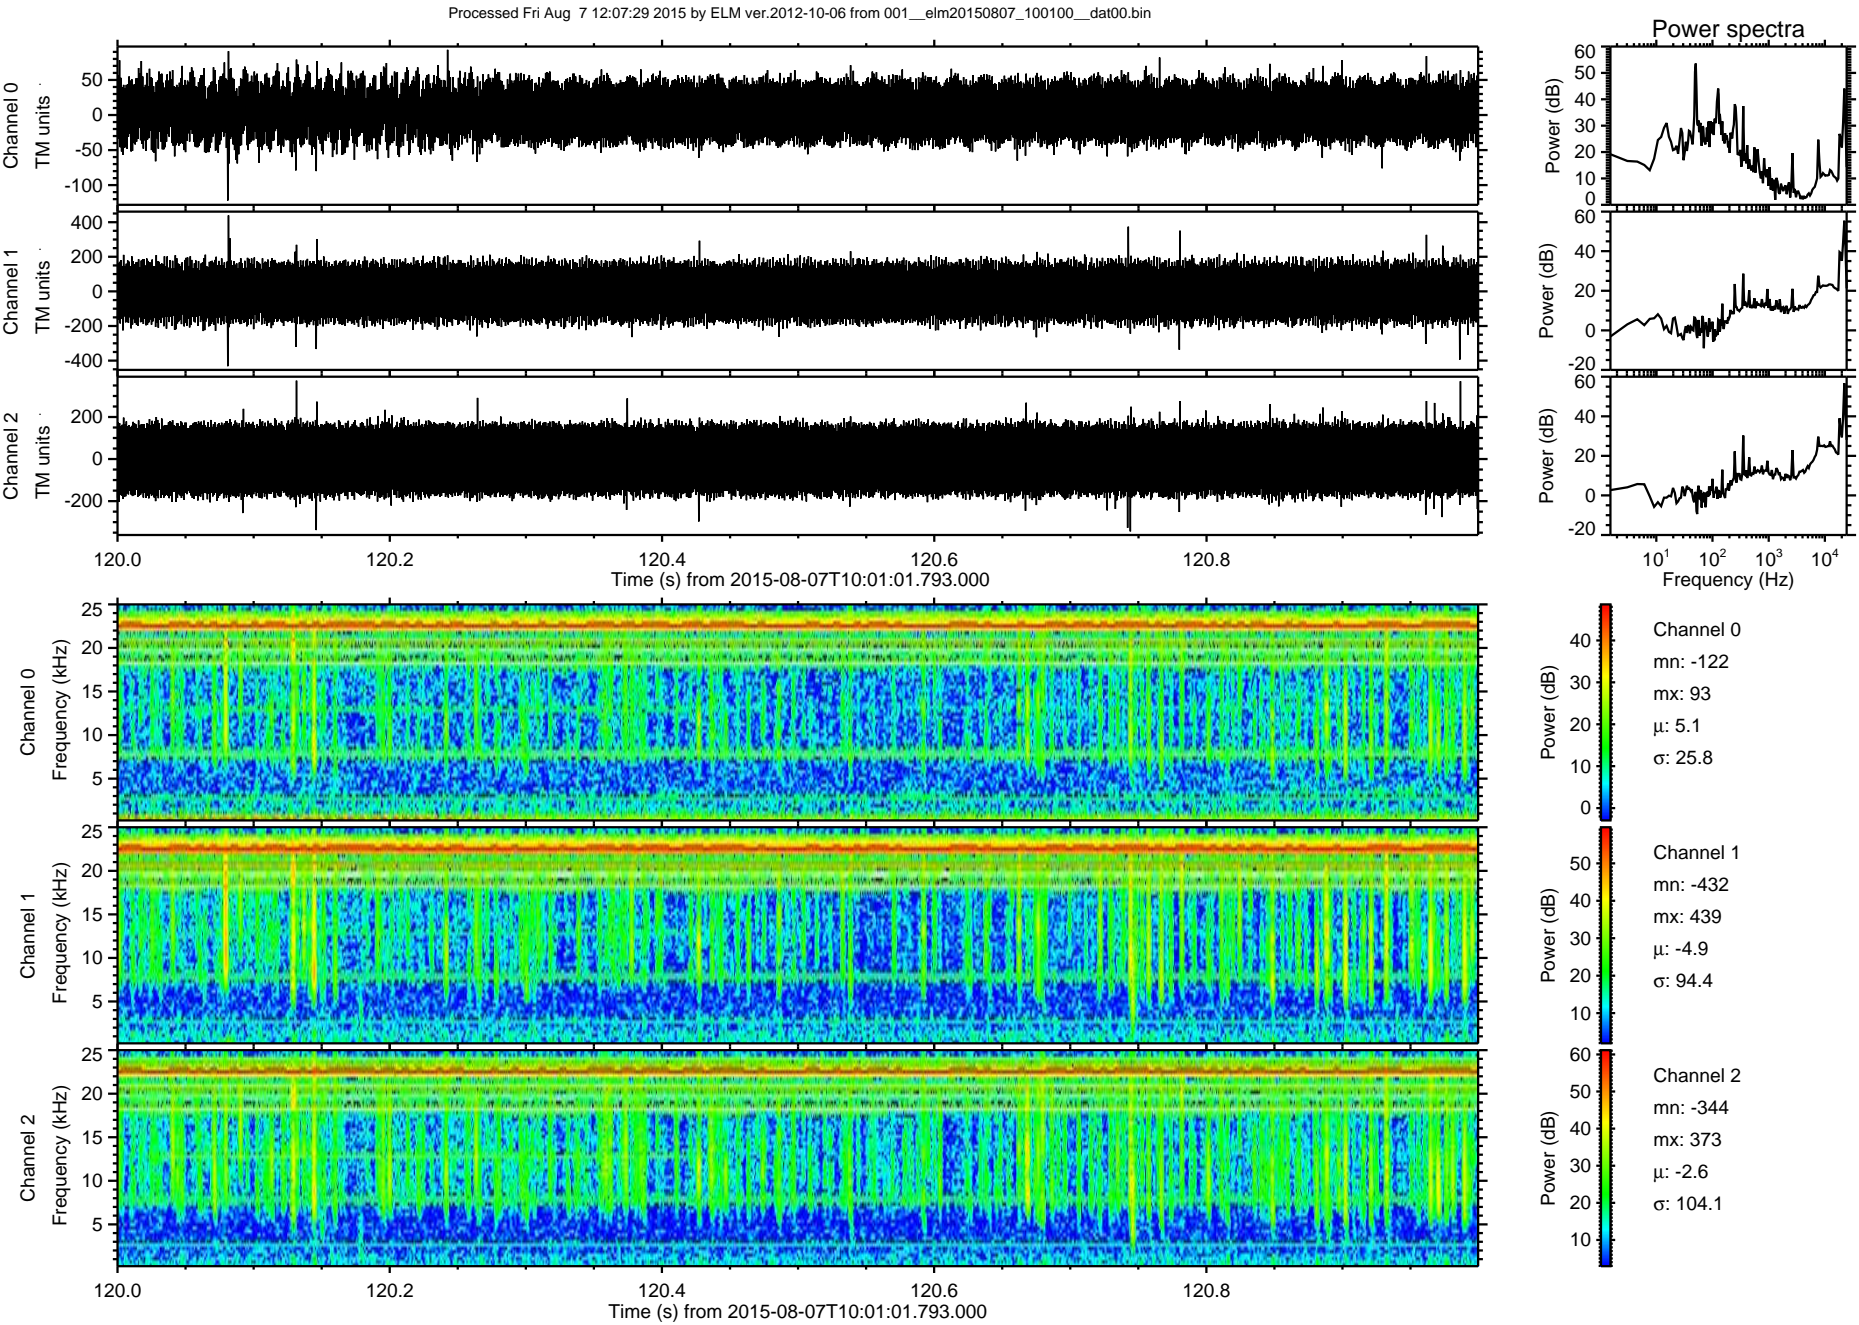 Processed Fri Aug  7 12:07:29 2015 by ELM ver.2012-10-06 from 001__elm20150807_100100__dat00.bin
Power spectra
Channel 0
TM units
50
0
-50
-100
Power (dB)
60
50
40
30
20
10
0
Channel 1
TM units
400
200
0
-200
-400
Power (dB)
60
40
20
0
-20
Channel 2
TM units
200
0
-200
Power (dB)
60
40
20
0
-20
120.0 120.2 120.4 120.6 120.8
Time (s) from 2015-08-07T10:01:01.793.000
10^1 10^2 10^3 10^4
Frequency (Hz)
Channel 0
Frequency (kHz)
25
20
15
10
5
Power (dB)
40
30
20
10
0
Channel 0
mn: -122
mx: 93
μ: 5.1
σ: 25.8
Channel 1
Frequency (kHz)
25
20
15
10
5
Power (dB)
50
40
30
20
10
Channel 1
mn: -432
mx: 439
μ: -4.9
σ: 94.4
Channel 2
Frequency (kHz)
25
20
15
10
5
Power (dB)
60
50
40
30
20
10
Channel 2
mn: -344
mx: 373
μ: -2.6
σ: 104.1
120.0 120.2 120.4 120.6 120.8
Time (s) from 2015-08-07T10:01:01.793.000